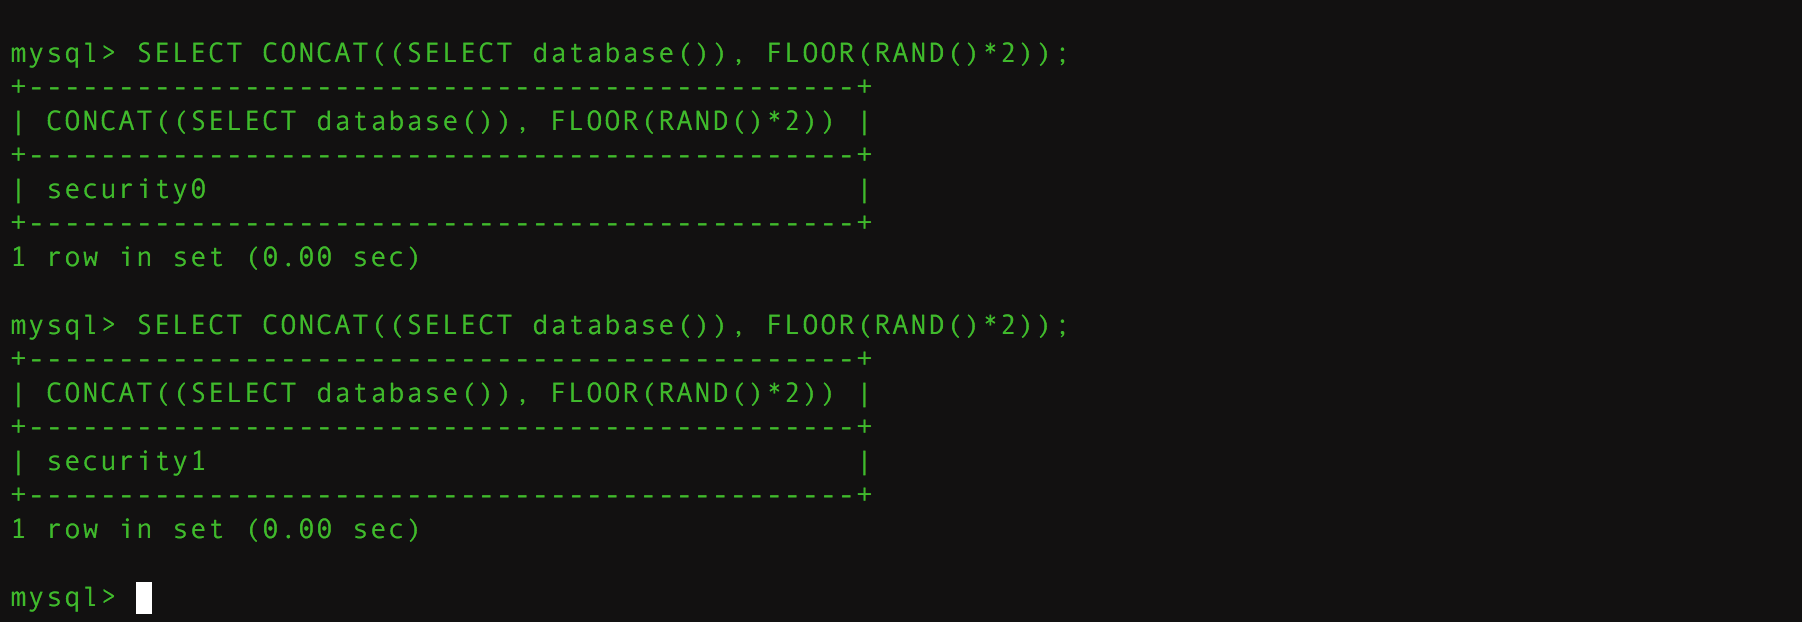 mysql> SELECT CONCAT((SELECT database()), FLOOR(RAND()*2));
+----------------------------------------------+
| CONCAT((SELECT database()), FLOOR(RAND()*2)) |
+----------------------------------------------+
| security0                                    |
+----------------------------------------------+
1 row in set (0.00 sec)

mysql> SELECT CONCAT((SELECT database()), FLOOR(RAND()*2));
+----------------------------------------------+
| CONCAT((SELECT database()), FLOOR(RAND()*2)) |
+----------------------------------------------+
| security1                                    |
+----------------------------------------------+
1 row in set (0.00 sec)

mysql>